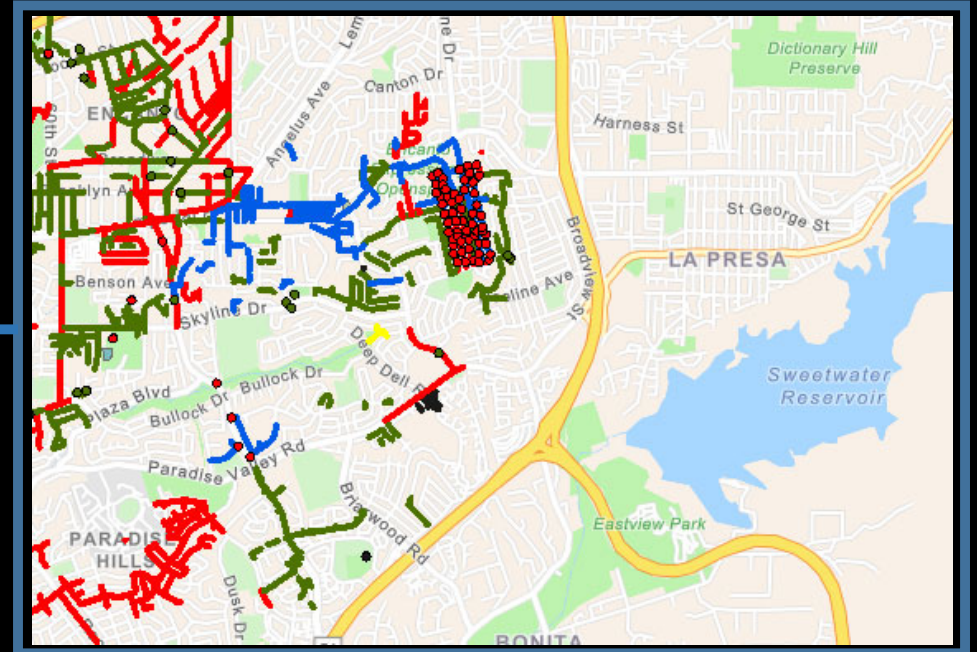 Dictionary Hill
Preserve
Canton Dr
Angelus Ave
Harness St
St George St
Broadview St
LA PRESA
Benson Ave
Skyline Dr
Deep Dell
Sweetwater
Reservoir
Plaza Blvd
Bullock Dr
Bullock Dr
Paradise Valley Rd
Briarwood Rd
Eastview Park
PARADISE
HILLS
Dusk Dr
BONITA